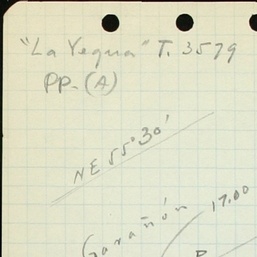 "La Yegua" T. 3579
PP-(A)
NE 55°30'
Garañón
17.00
P